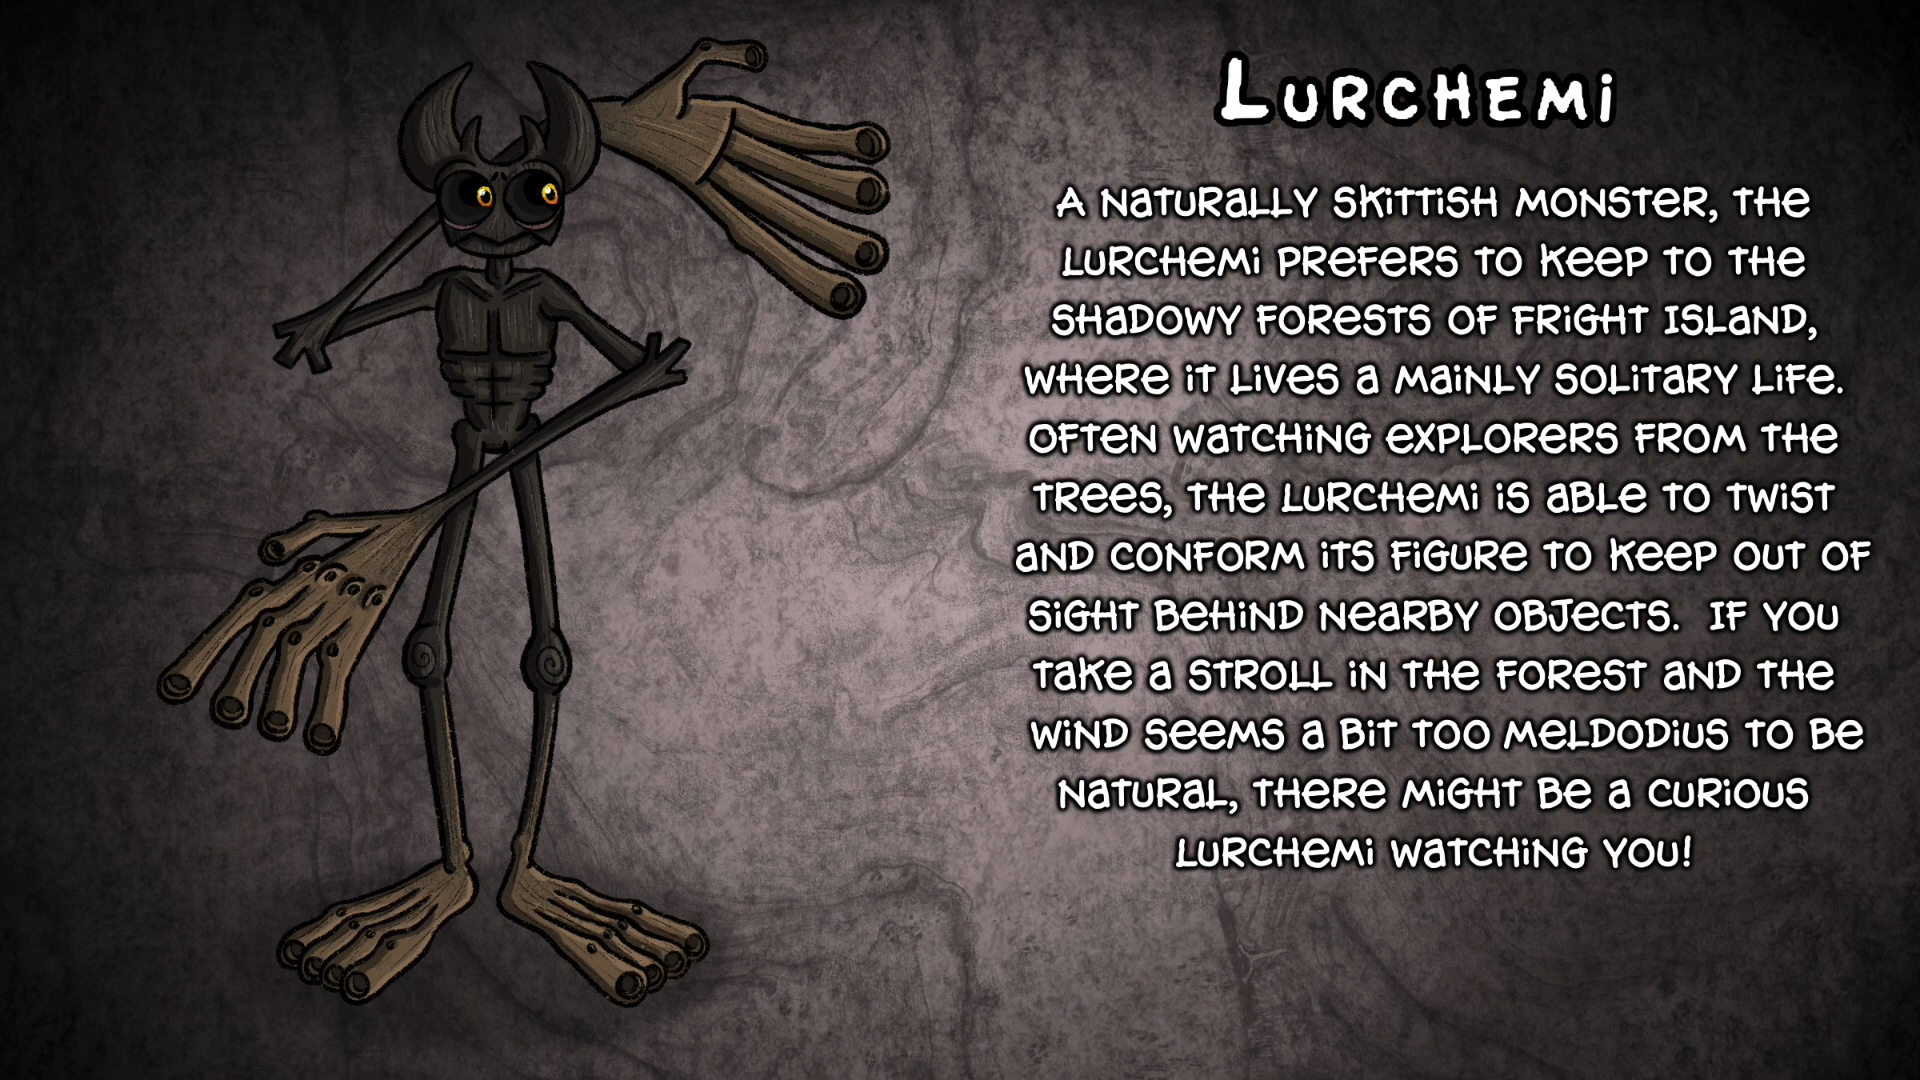 Lurchemi
A naturally skittish monster, the
Lurchemi prefers to keep to the
shadowy forests of Fright Island,
where it lives a mainly solitary life.
Often watching explorers from the
trees, the Lurchemi is able to twist
and conform its figure to keep out of
sight behind nearby objects.  If you
take a stroll in the forest and the
wind seems a bit too meldodius to be
natural, there might be a curious
Lurchemi watching you!